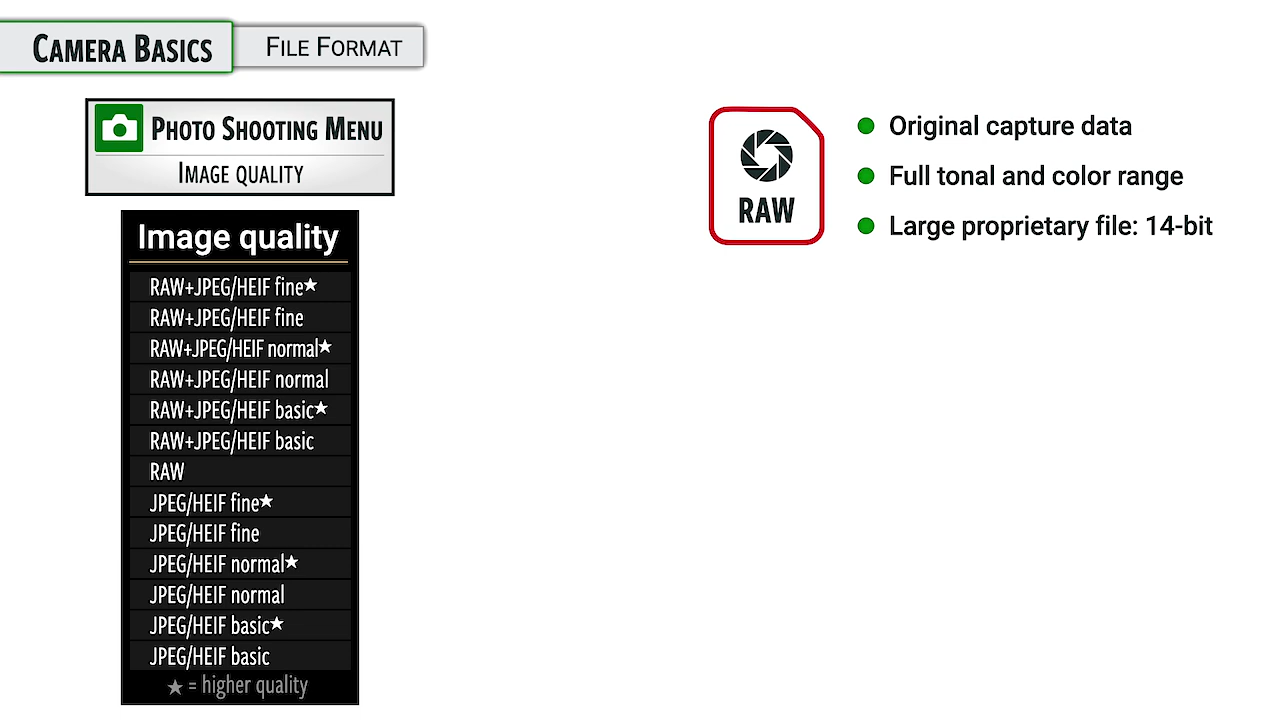 CAMERA BASICS
FILE FORMAT
PHOTO SHOOTING MENU
IMAGE QUALITY
Image quality
RAW+JPEG/HEIF fine★
RAW+JPEG/HEIF fine
RAW+JPEG/HEIF normal★
RAW+JPEG/HEIF normal
RAW+JPEG/HEIF basic★
RAW+JPEG/HEIF basic
RAW
JPEG/HEIF fine★
JPEG/HEIF fine
JPEG/HEIF normal★
JPEG/HEIF normal
JPEG/HEIF basic★
JPEG/HEIF basic
★ = higher quality
RAW
Original capture data
Full tonal and color range
Large proprietary file: 14-bit